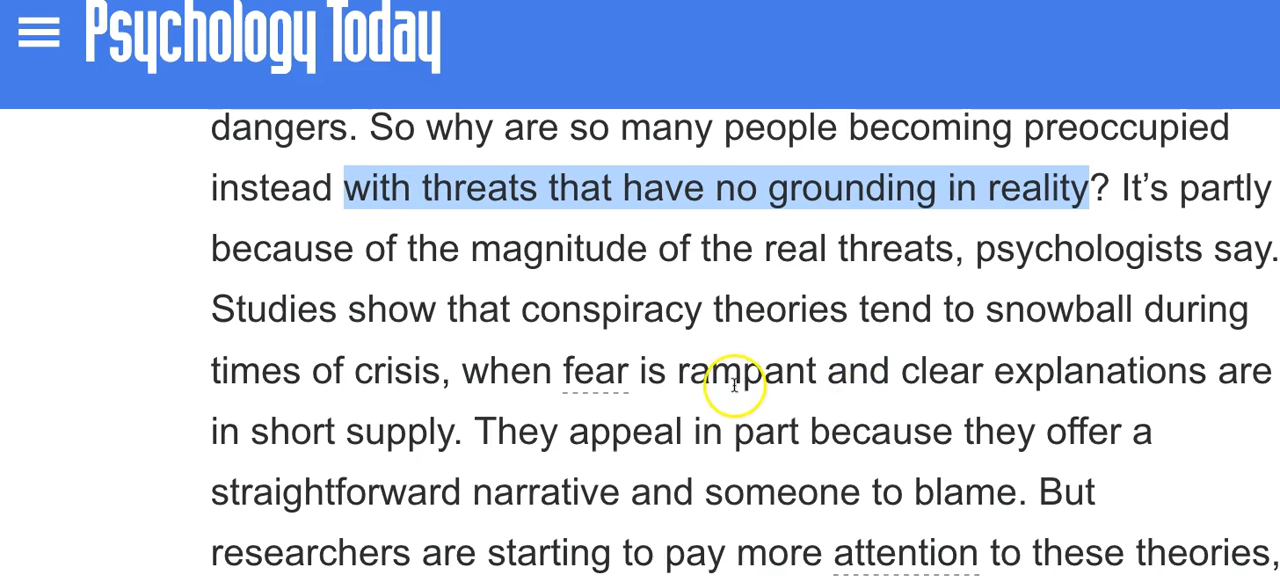 Psychology Today
dangers. So why are so many people becoming preoccupied
instead with threats that have no grounding in reality? It’s partly
because of the magnitude of the real threats, psychologists say.
Studies show that conspiracy theories tend to snowball during
times of crisis, when fear is rampant and clear explanations are
in short supply. They appeal in part because they offer a
straightforward narrative and someone to blame. But
researchers are starting to pay more attention to these theories,